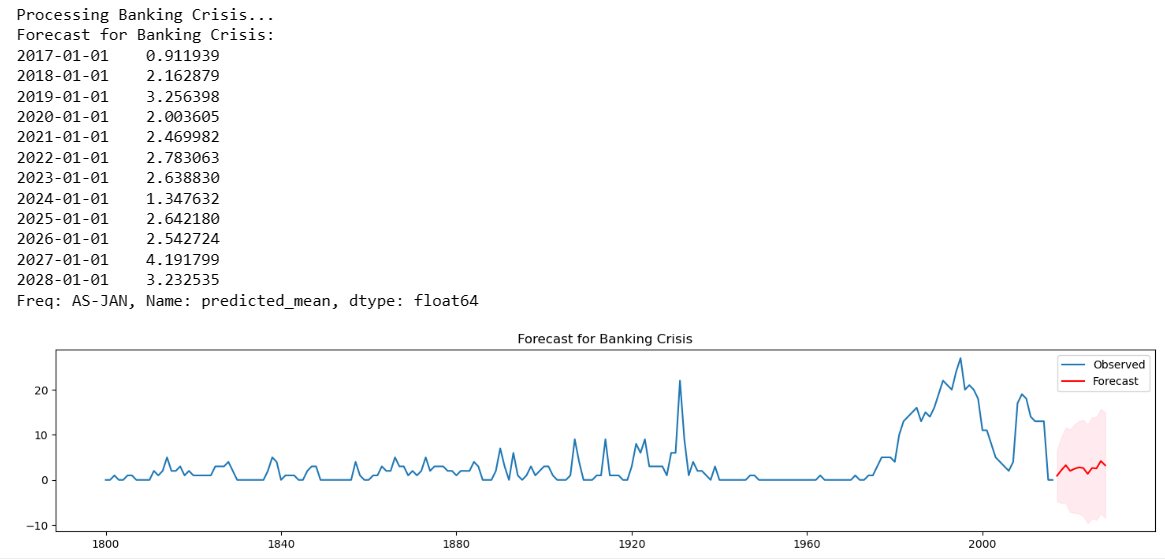 Processing Banking Crisis...
Forecast for Banking Crisis:
2017-01-01    0.911939
2018-01-01    2.162879
2019-01-01    3.256398
2020-01-01    2.003605
2021-01-01    2.469982
2022-01-01    2.783063
2023-01-01    2.638830
2024-01-01    1.347632
2025-01-01    2.642180
2026-01-01    2.542724
2027-01-01    4.191799
2028-01-01    3.232535
Freq: AS-JAN, Name: predicted_mean, dtype: float64
Forecast for Banking Crisis
Observed
Forecast
20
10
0
−10
1800 1840 1880 1920 1960 2000